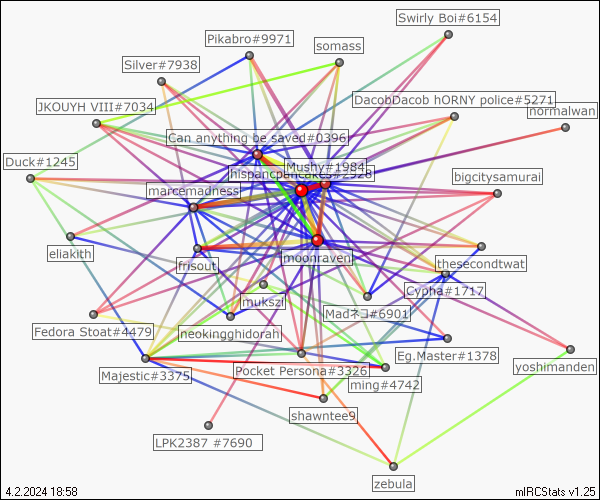 Swirly Boi#6154
Pikabro#9971
somass
Silver#7938
DacobDacob hORNY police#5271
JKOUYH VIII#7034
normalwan
Can anything be saved#0396
Duck#1245
Mushy#1984
bigcitysamurai
marcemadness
eliakith
moonraven
thesecondtwat
frisout
Cypha#1717
mukszi
Madネコ#6901
Fedora Stoat#4479
neokingghidorah
Eg.Master#1378
yoshimanden
Majestic#3375
Pocket Persona#3326
ming#4742
shawntee9
LPK2387 #7690
zebula
4.2.2024 18:58
mIRCStats v1.25